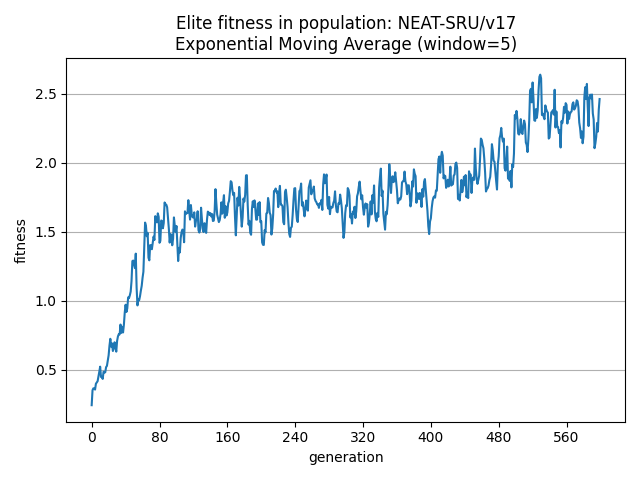 Elite fitness in population: NEAT-SRU/v17
Exponential Moving Average (window=5)
fitness
2.5
2.0
1.5
1.0
0.5
0 80 160 240 320 400 480 560
generation